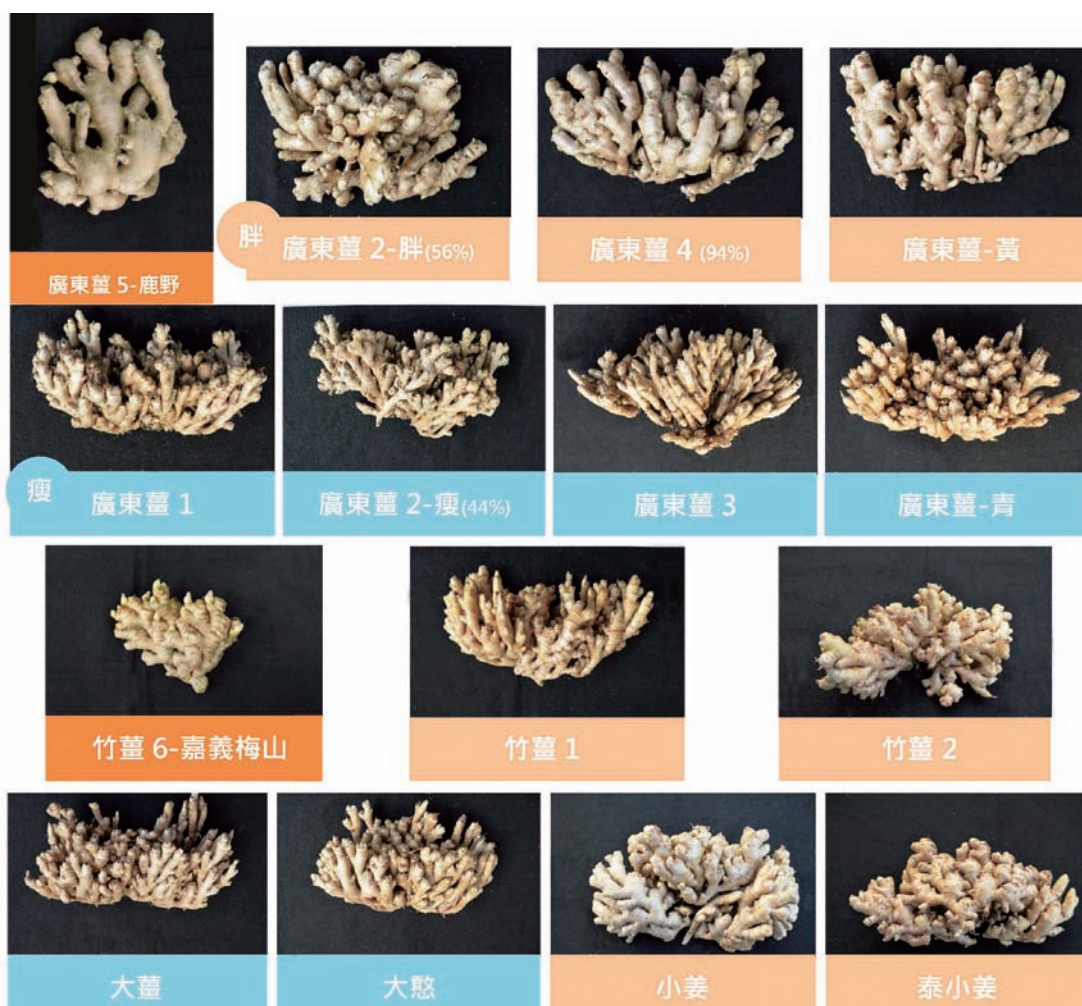 廣東薑 5-鹿野
胖
廣東薑 2-胖(56%)
廣東薑 4 (94%)
廣東薑-黃
瘦
廣東薑 1
廣東薑 2-瘦(44%)
廣東薑 3
廣東薑-青
竹薑 6-嘉義梅山
竹薑 1
竹薑 2
大薑
大憨
小姜
泰小姜